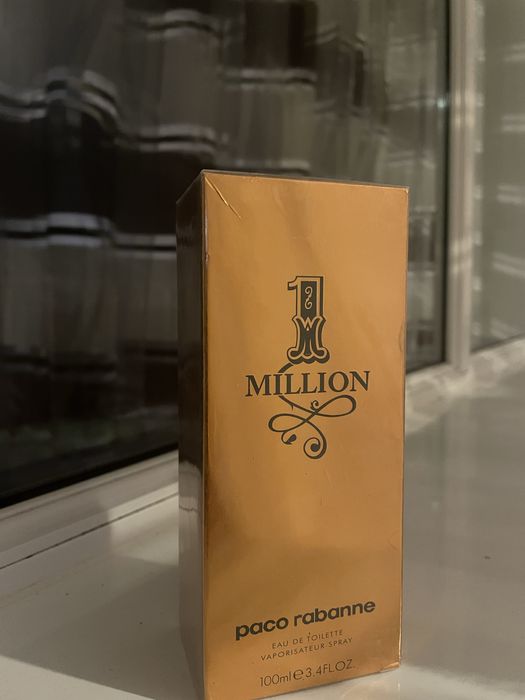 1
MILLION
paco rabanne
EAU DE TOILETTE
VAPORISATEUR SPRAY
100ml ℮ 3.4FL.OZ.